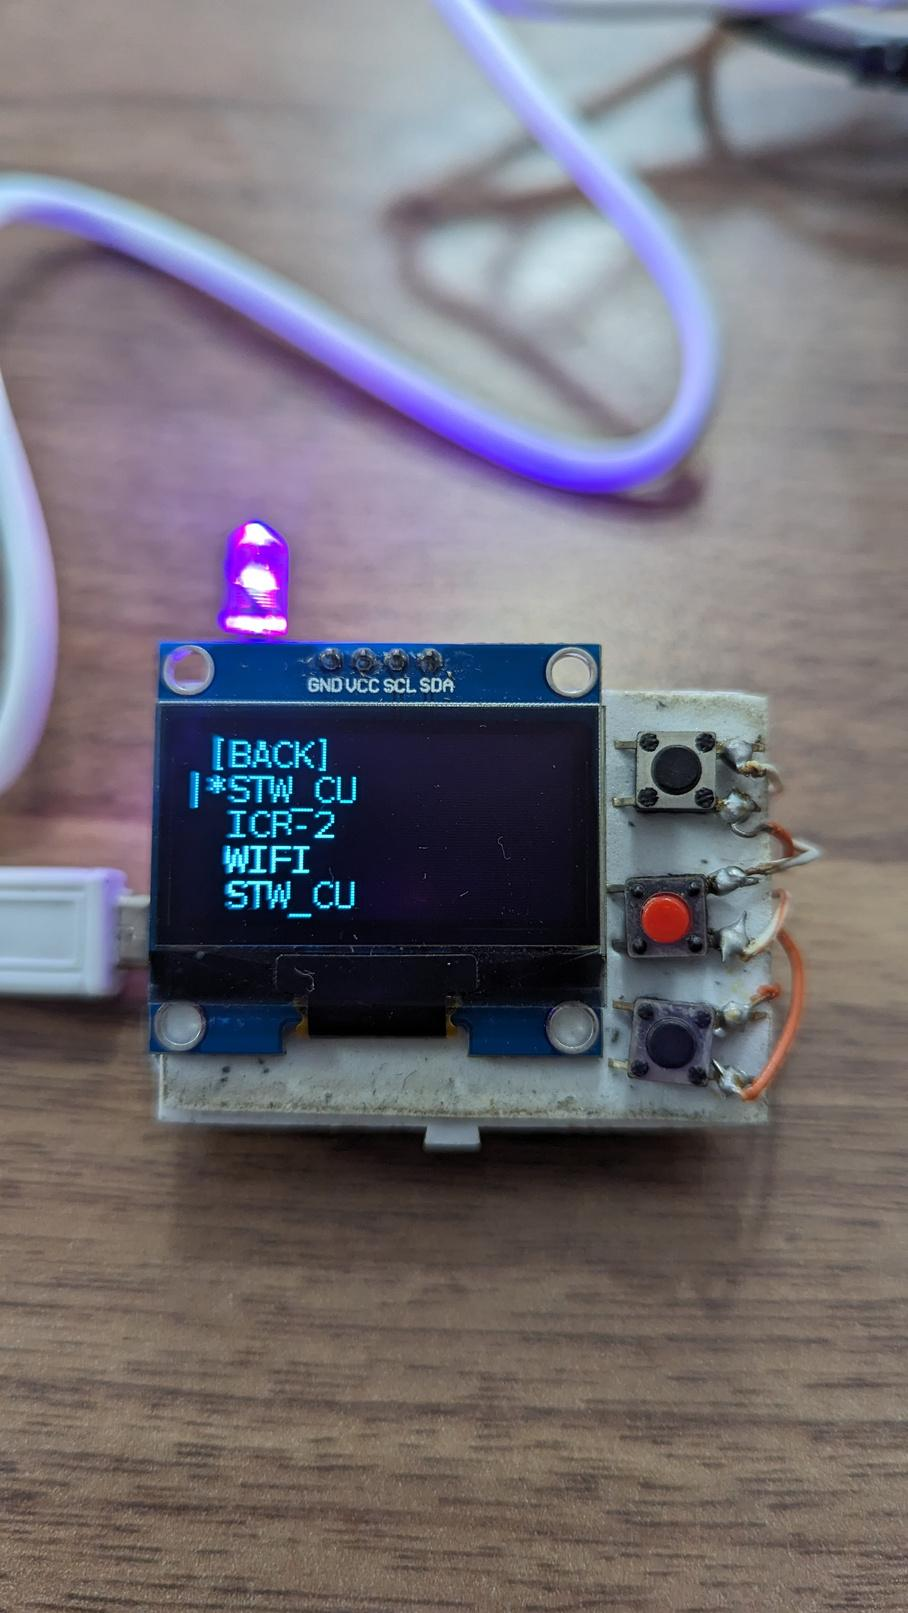 GND VCC SCL SDA
[BACK]
|*STW_CU
ICR-2
WIFI
STW_CU